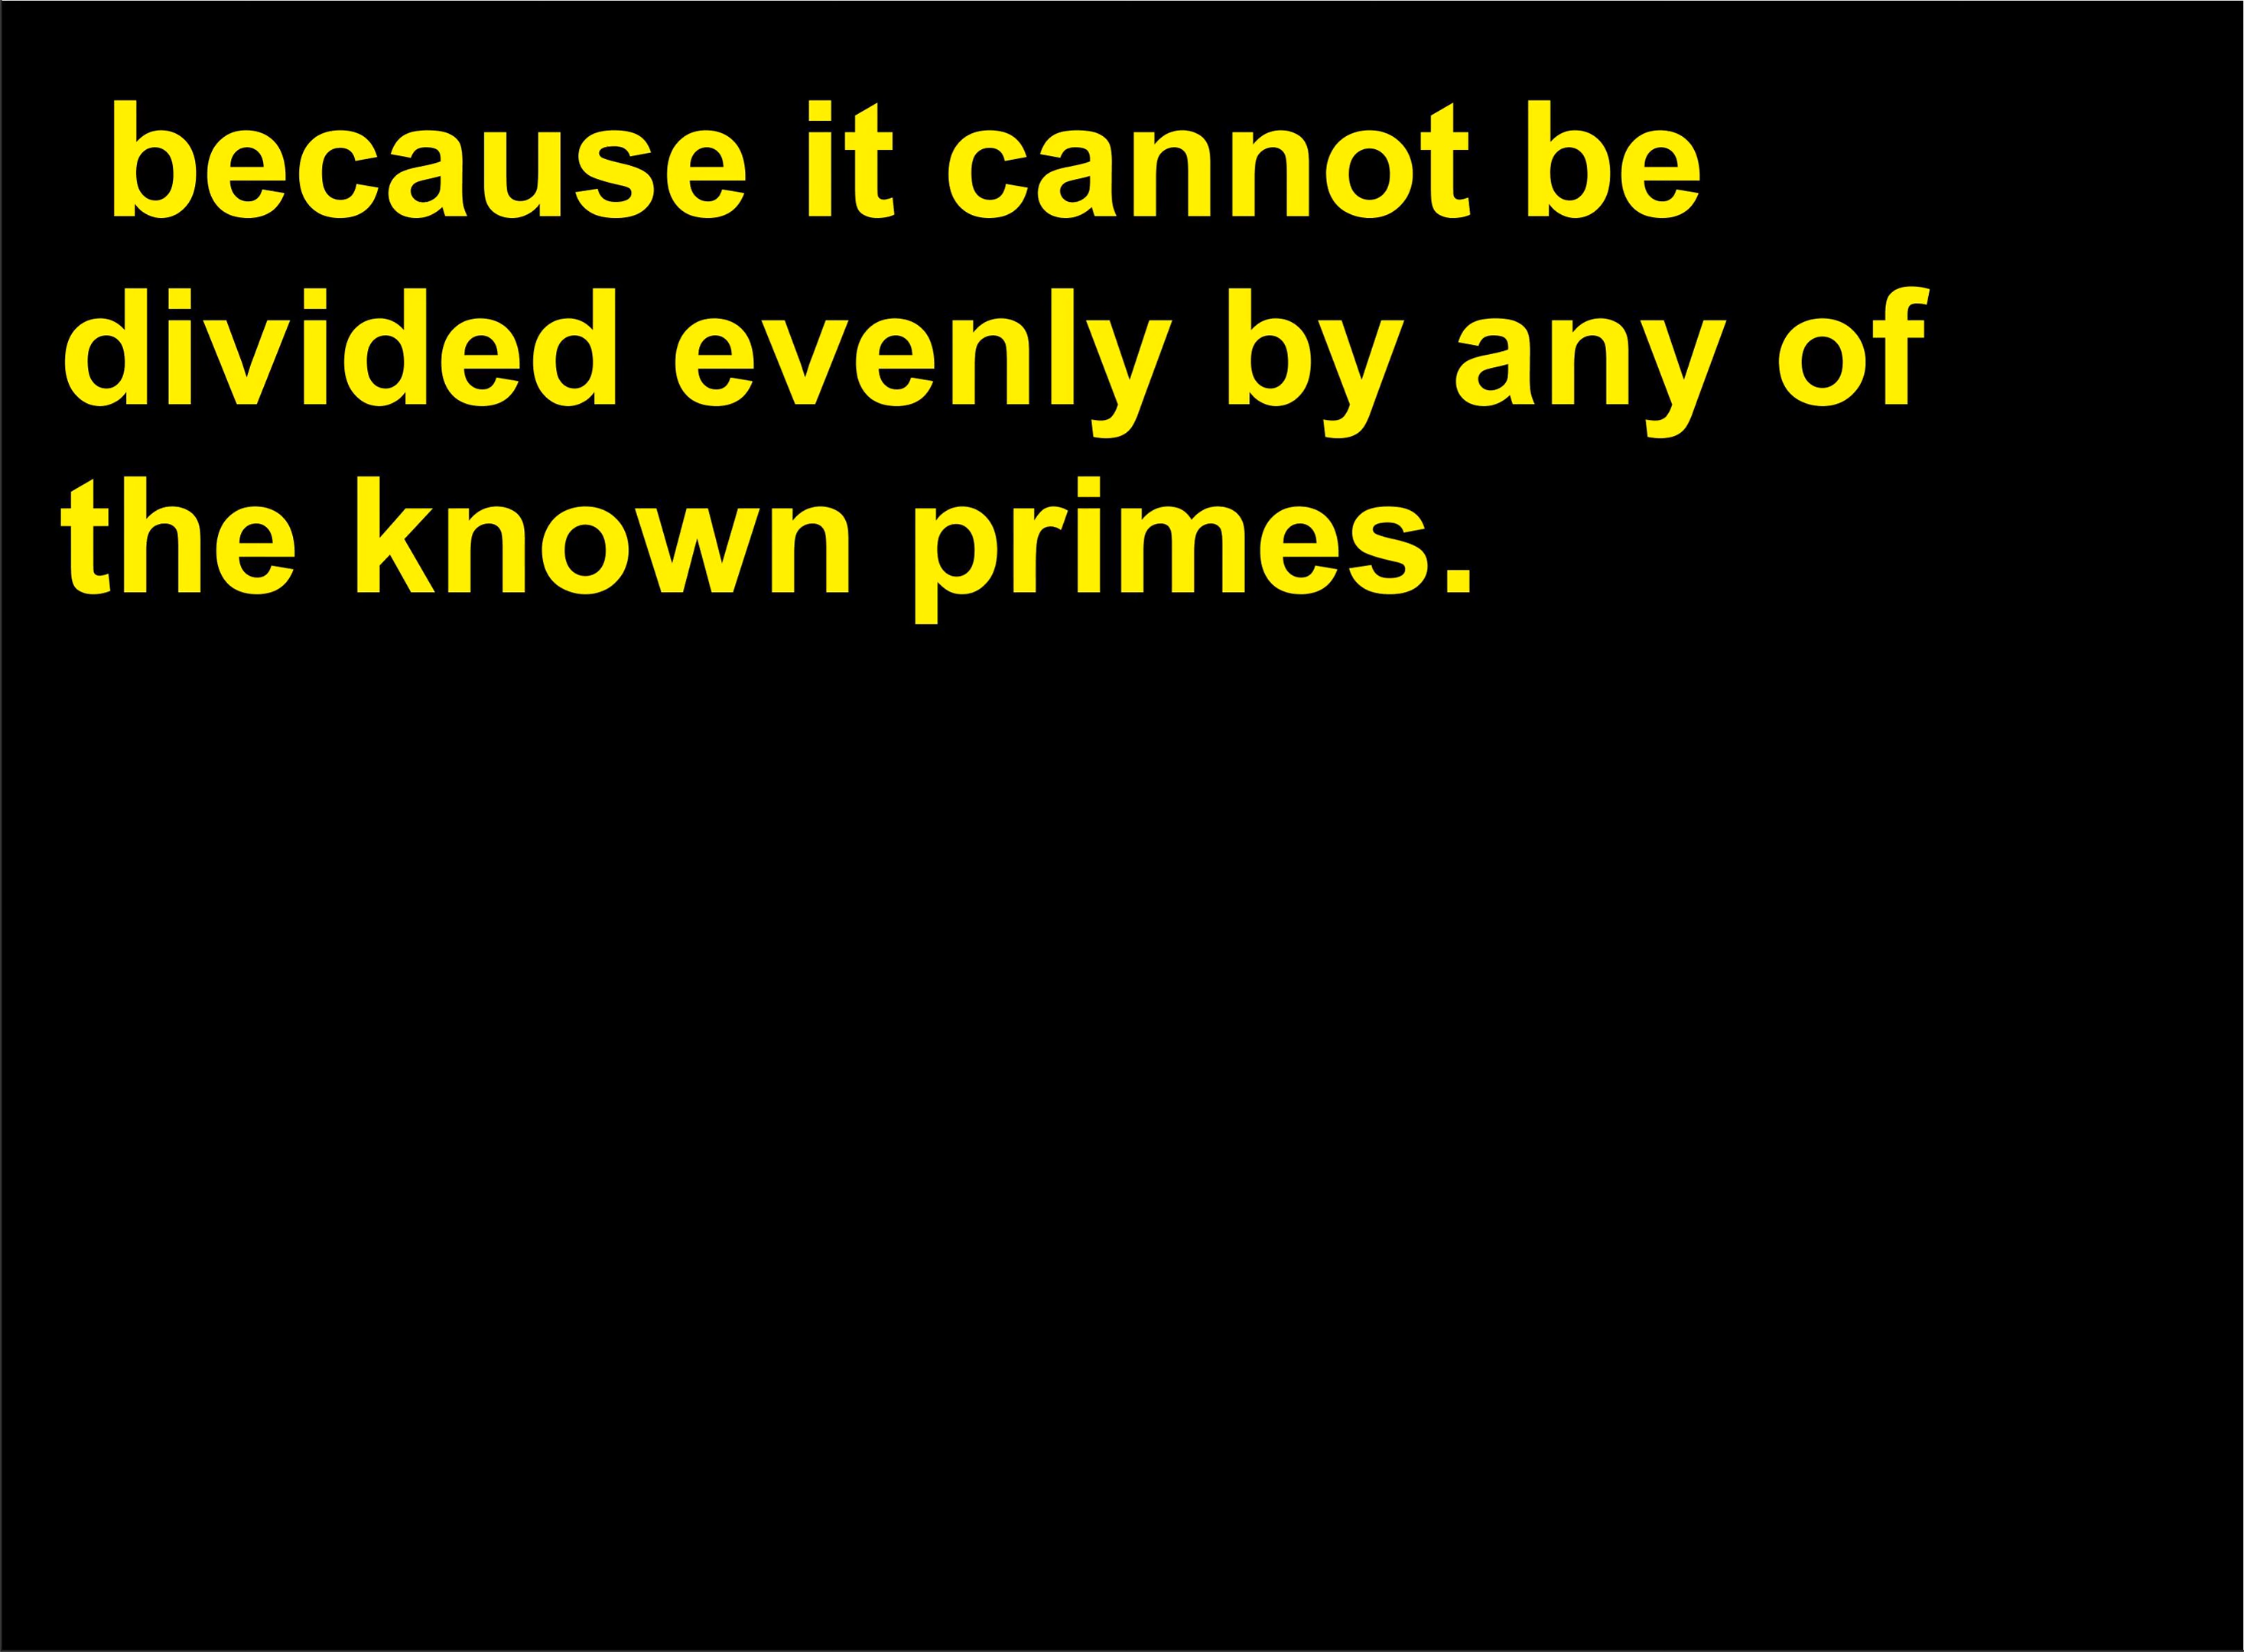 because it cannot be
divided evenly by any of
the known primes.